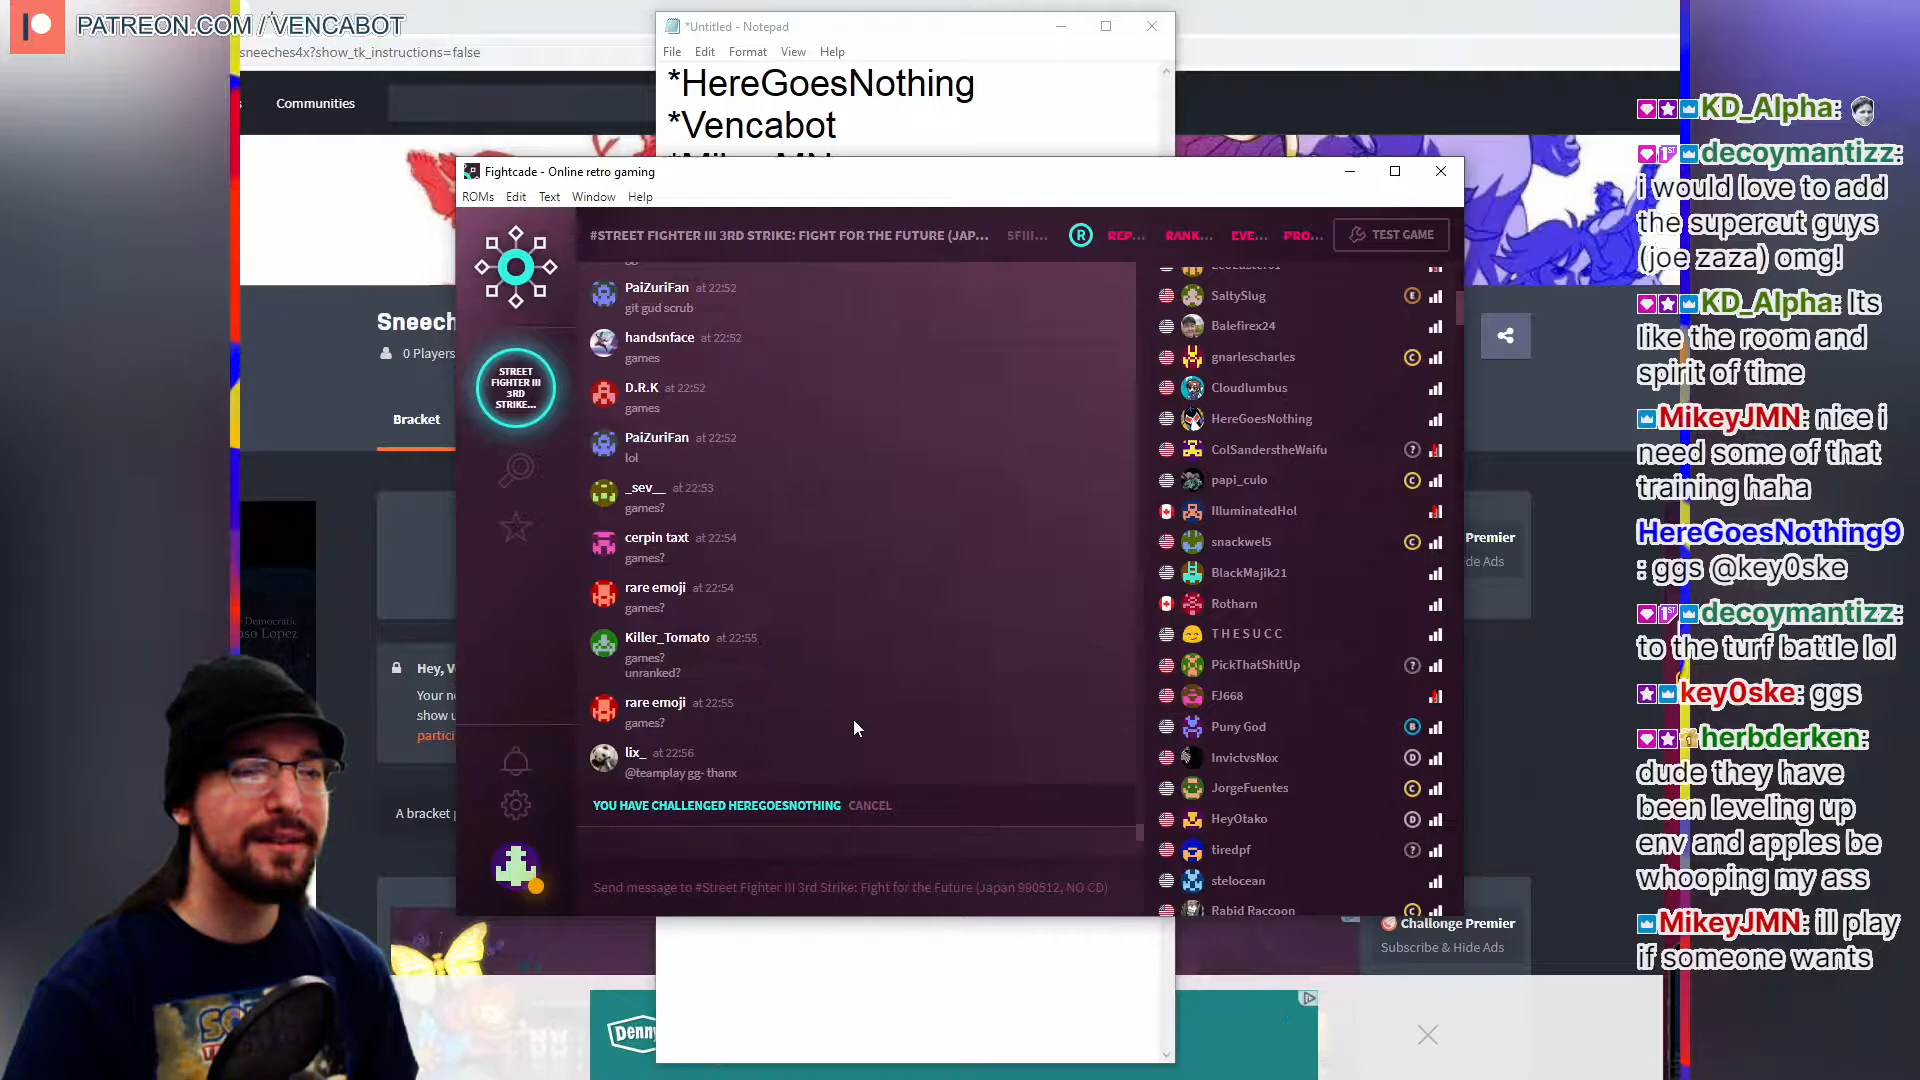 PATREON.COM / VENCABOT
sneeches4x?show_tk_instructions=false
Communities
*Untitled - Notepad
File Edit Format View Help
*HereGoesNothing
*Vencabot
Sneech
0 Players
Bracket
Democratic
so Lopez
Hey, V
Your n
show u
partici
A bracket
Fightcade - Online retro gaming
ROMs Edit Text Window Help
STREET
FIGHTER III
3RD
STRIKE...
#STREET FIGHTER III 3RD STRIKE: FIGHT FOR THE FUTURE (JAP...
SFIII...
R
REP...
RANK...
EVE...
PRO...
TEST GAME
PaiZuriFan at 22:52
git gud scrub
handsnface at 22:52
games
D.R.K at 22:52
games
PaiZuriFan at 22:52
lol
_sev__ at 22:53
games?
cerpin taxt at 22:54
games?
rare emoji at 22:54
games?
Killer_Tomato at 22:55
games?
unranked?
rare emoji at 22:55
games?
lix_ at 22:56
@teamplay gg- thanx
YOU HAVE CHALLENGED HEREGOESNOTHING CANCEL
Send message to #Street Fighter III 3rd Strike: Fight for the Future (Japan 990512, NO CD)
SaltySlug E
Balefirex24
gnarlescharles C
Cloudlumbus
HereGoesNothing
ColSanderstheWaifu ?
papi_culo C
IlluminatedHol
snackwel5 C
BlackMajik21
Rotharn
T H E S U C C
PickThatShitUp ?
FJ668
Puny God B
InvictvsNox D
JorgeFuentes C
HeyOtako D
tiredpf ?
stelocean
Rabid Raccoon C
Premier
de Ads
Challonge Premier
Subscribe & Hide Ads
Denny
KD_Alpha:
decoymantizz:
i would love to add
the supercut guys
(joe zaza) omg!
KD_Alpha: Its
like the room and
spirit of time
MikeyJMN: nice i
need some of that
training haha
HereGoesNothing9
: ggs @key0ske
decoymantizz:
to the turf battle lol
key0ske: ggs
herbderken:
dude they have
been leveling up
env and apples be
whooping my ass
MikeyJMN: ill play
if someone wants